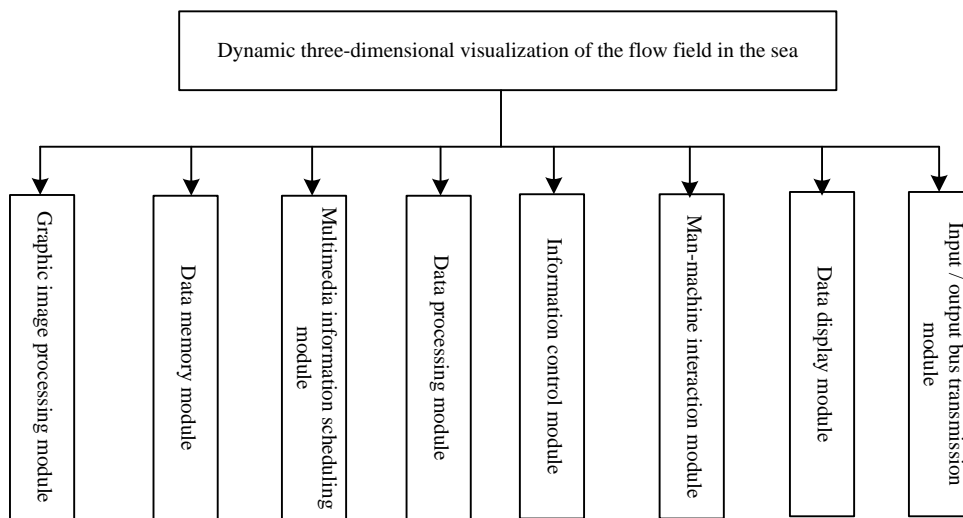 Dynamic three-dimensional visualization of the flow field in the sea
Graphic image processing module
Data memory module
Multimedia information scheduling
module
Data processing module
Information control module
Man-machine interaction module
Data display module
Input / output bus transmission
module